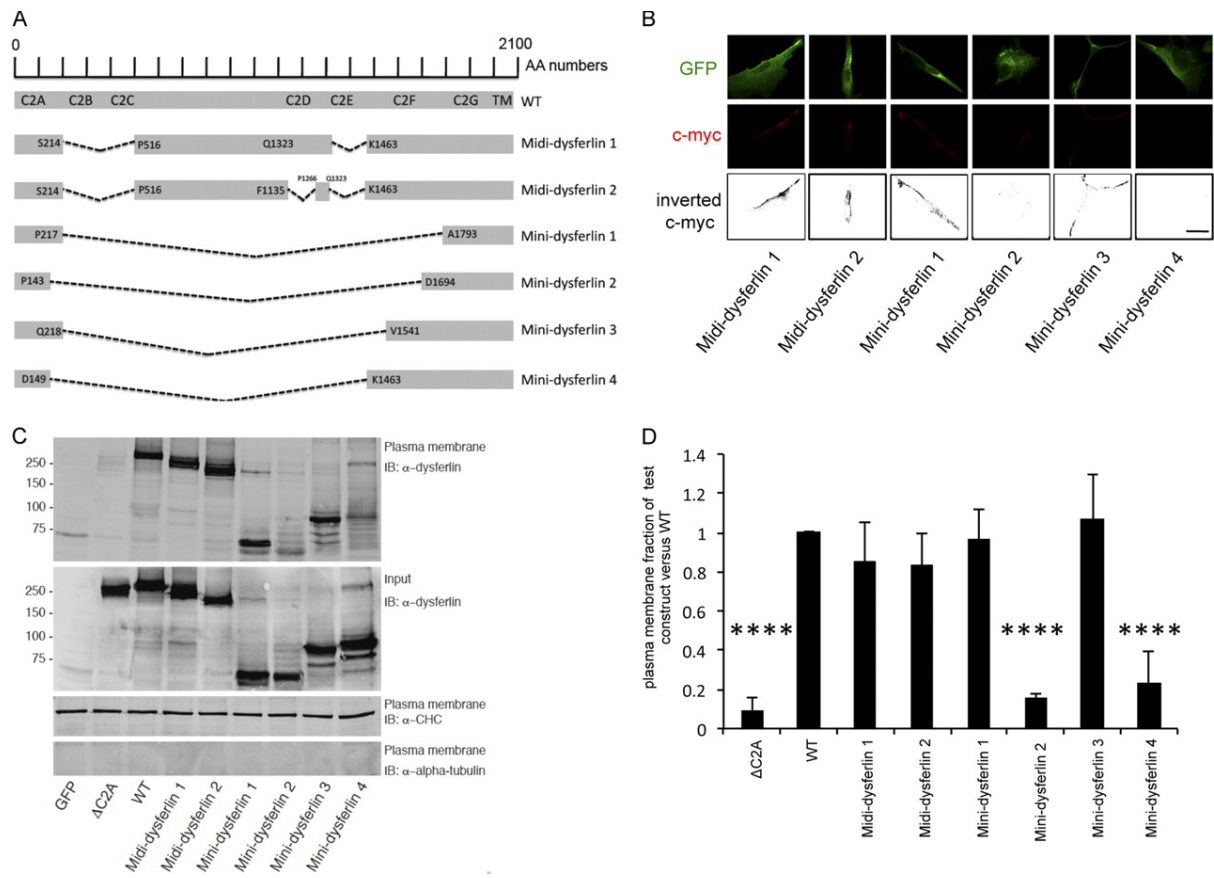 A
0 2100
AA numbers
C2A C2B C2C C2D C2E C2F C2G TM WT
S214 P516 Q1323 K1463 Midi-dysferlin 1
S214 P516 F1135 P1266 Q1323 K1463 Midi-dysferlin 2
P217 A1793 Mini-dysferlin 1
P143 D1694 Mini-dysferlin 2
Q218 V1541 Mini-dysferlin 3
D149 K1463 Mini-dysferlin 4
B
GFP
c-myc
inverted
c-myc
Midi-dysferlin 1
Midi-dysferlin 2
Mini-dysferlin 1
Mini-dysferlin 2
Mini-dysferlin 3
Mini-dysferlin 4
C
250
150
100
75
Plasma membrane
IB: α-dysferlin
250
150
100
75
Input
IB: α-dysferlin
Plasma membrane
IB: α-CHC
Plasma membrane
IB: α-alpha-tubulin
GFP
ΔC2A
WT
Midi-dysferlin 1
Midi-dysferlin 2
Mini-dysferlin 1
Mini-dysferlin 2
Mini-dysferlin 3
Mini-dysferlin 4
D
plasma membrane fraction of test
construct versus WT
1.4
1.2
1
0.8
0.6
0.4
0.2
0
**** **** ****
ΔC2A
WT
Midi-dysferlin 1
Midi-dysferlin 2
Mini-dysferlin 1
Mini-dysferlin 2
Mini-dysferlin 3
Mini-dysferlin 4